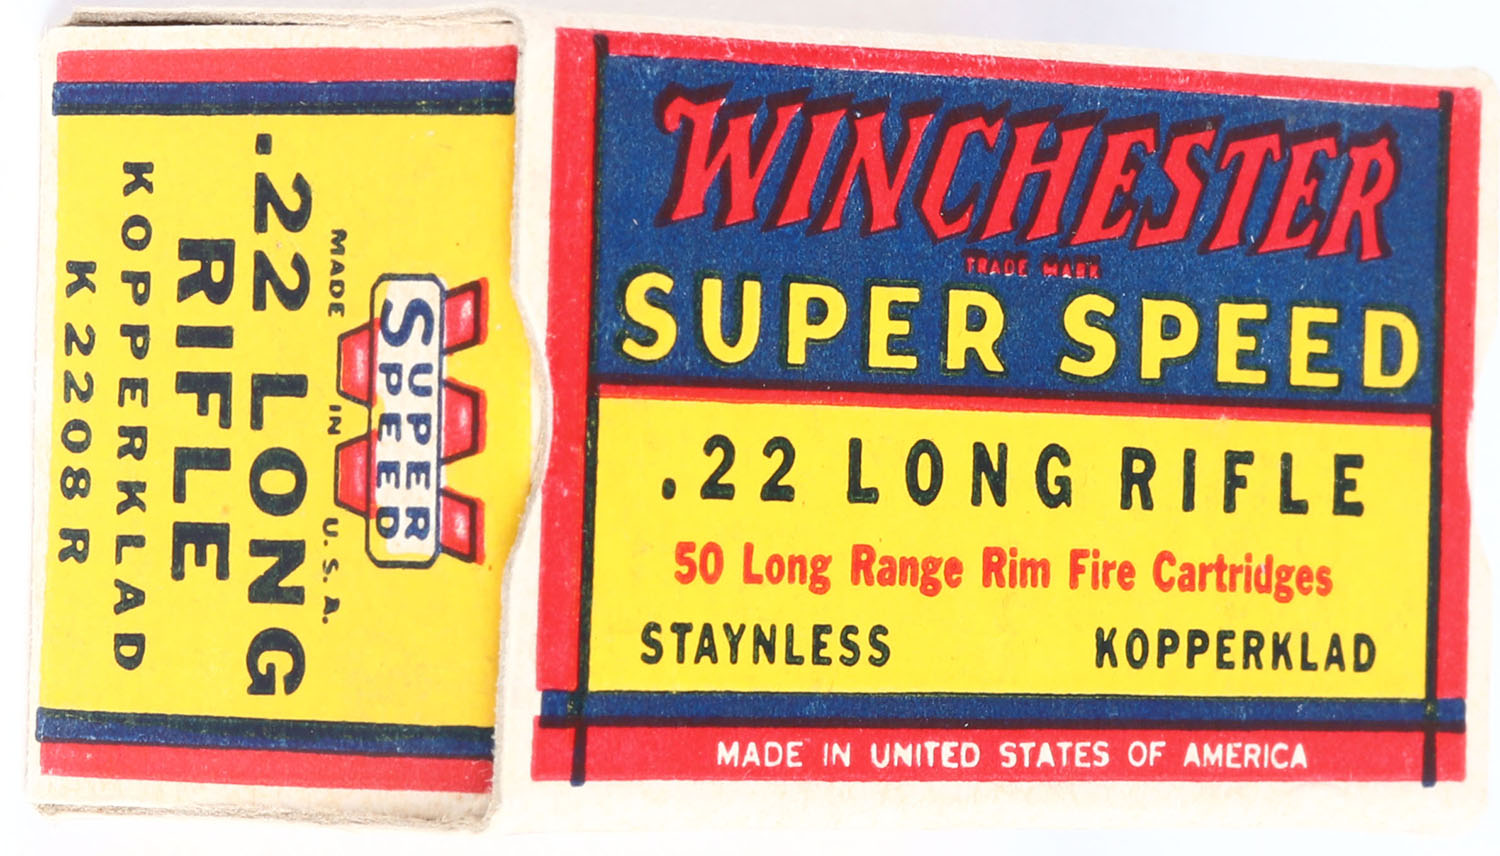 WINCHESTER
TRADE MARK
SUPER SPEED
.22 LONG RIFLE
50 Long Range Rim Fire Cartridges
STAYNLESS KOPPERKLAD
MADE IN UNITED STATES OF AMERICA
SUPER
SPEED
MADE IN U.S.A.
.22 LONG
RIFLE
KOPPERKLAD
K2208R